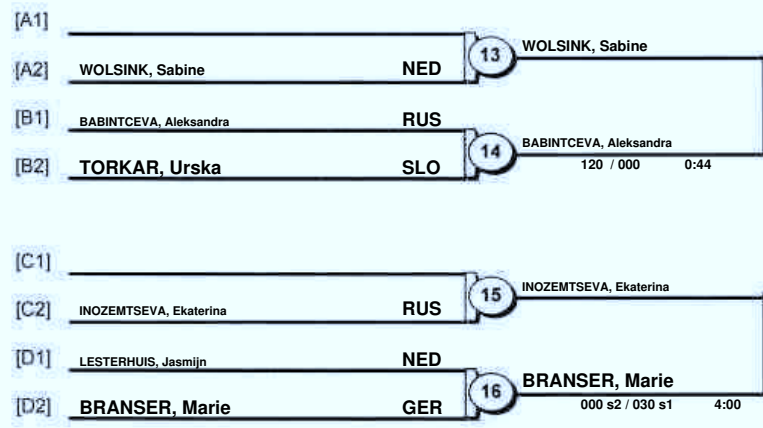 [A1]
[A2] WOLSINK, Sabine NED
13 WOLSINK, Sabine
[B1] BABINTCEVA, Aleksandra RUS
[B2] TORKAR, Urska SLO
14 BABINTCEVA, Aleksandra
120 / 000 0:44
[C1]
[C2] INOZEMTSEVA, Ekaterina RUS
15 INOZEMTSEVA, Ekaterina
[D1] LESTERHUIS, Jasmijn NED
[D2] BRANSER, Marie GER
16 BRANSER, Marie
000 s2 / 030 s1 4:00